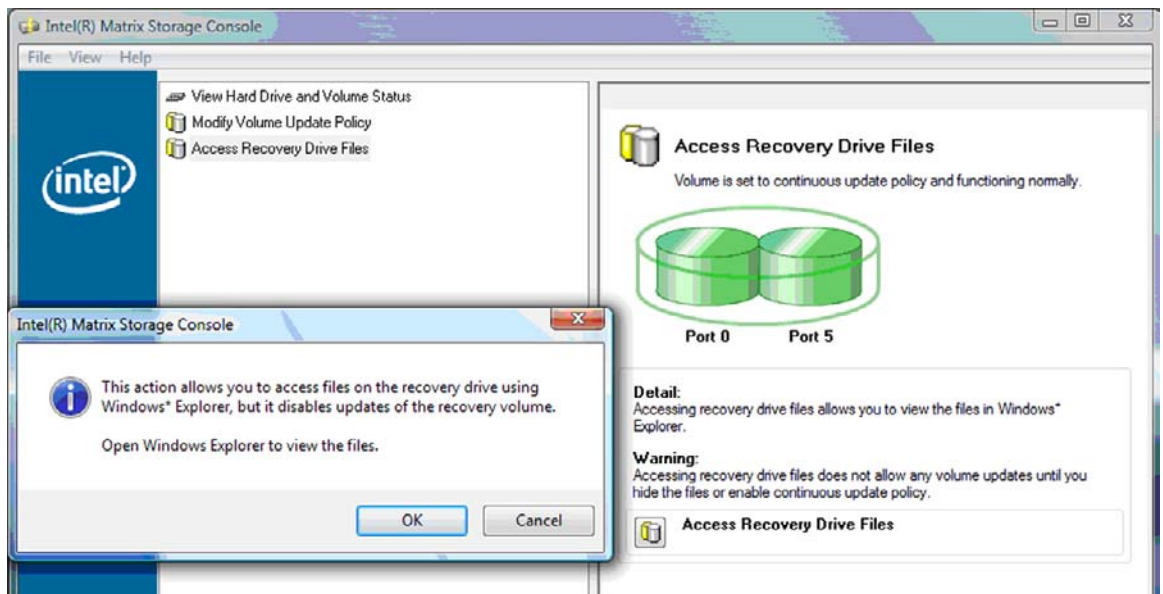 Intel(R) Matrix Storage Console
File View Help
intel
View Hard Drive and Volume Status
Modify Volume Update Policy
Access Recovery Drive Files
Access Recovery Drive Files
Volume is set to continuous update policy and functioning normally.
Port 0 Port 5
Detail:
Accessing recovery drive files allows you to view the files in Windows*
Explorer.
Warning:
Accessing recovery drive files does not allow any volume updates until you
hide the files or enable continuous update policy.
Access Recovery Drive Files
Intel(R) Matrix Storage Console
This action allows you to access files on the recovery drive using
Windows* Explorer, but it disables updates of the recovery volume.
Open Windows Explorer to view the files.
OK Cancel